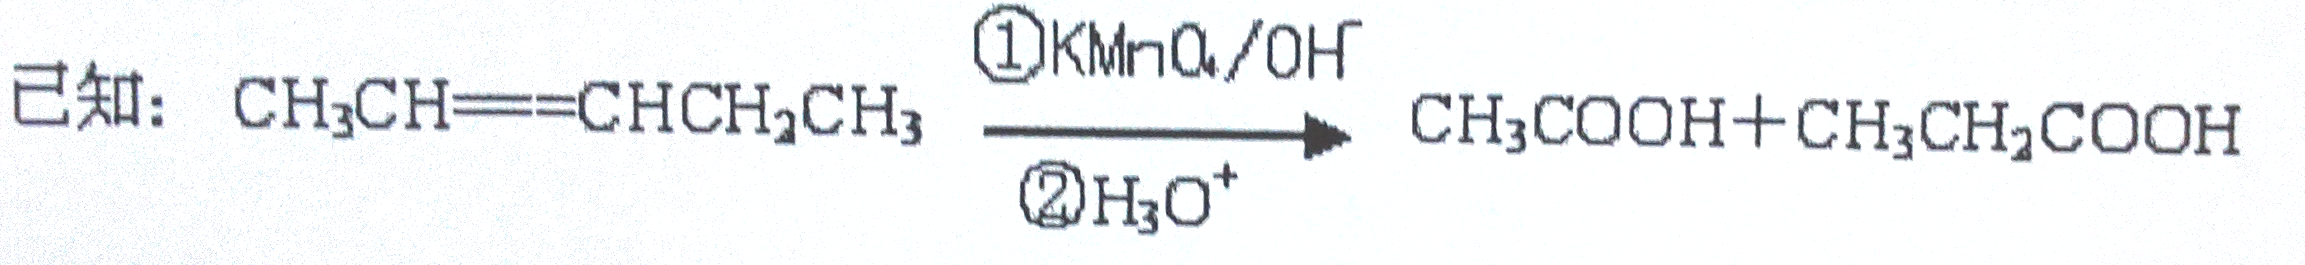 ①KMnO₄/OH⁻
已知: CH₃CH==CHCH₂CH₃ → CH₃COOH+CH₃CH₂COOH
②H₃O⁺